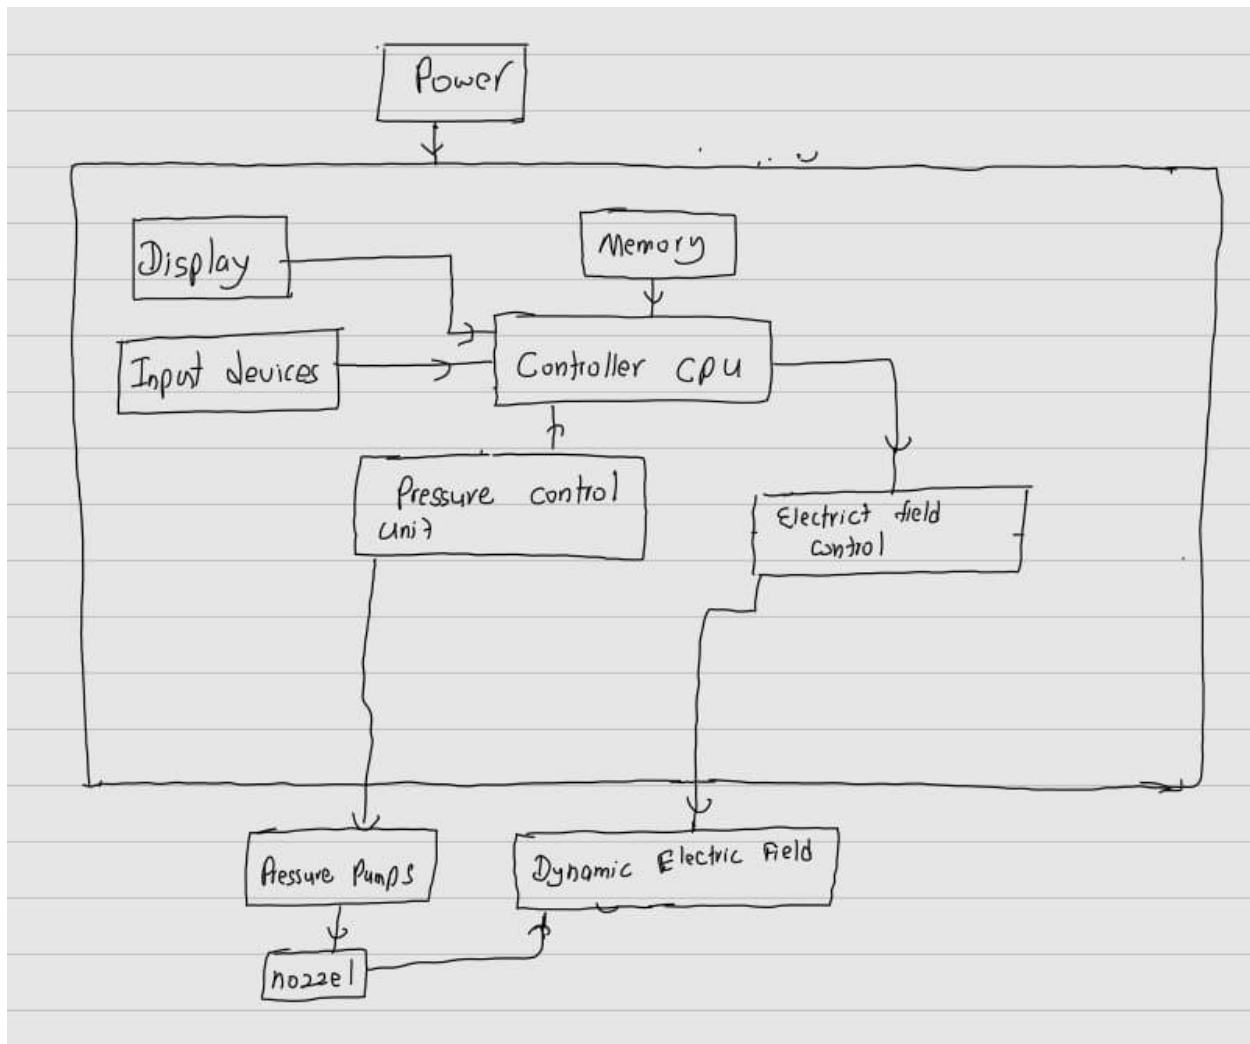 Power
Display
Memory
Input devices
Controller CPU
Pressure control
unit
Electrict field
control
Pressure Pumps
Dynamic Electric Field
nozzel